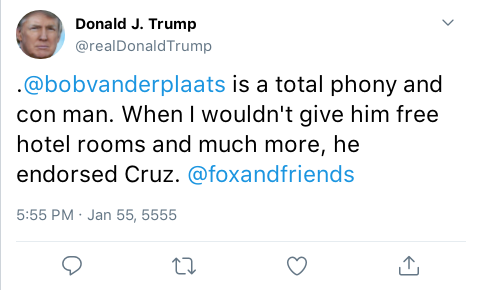 Donald J. Trump
@realDonaldTrump
.@bobvanderplaats is a total phony and
con man. When I wouldn't give him free
hotel rooms and much more, he
endorsed Cruz. @foxandfriends
5:55 PM · Jan 55, 5555